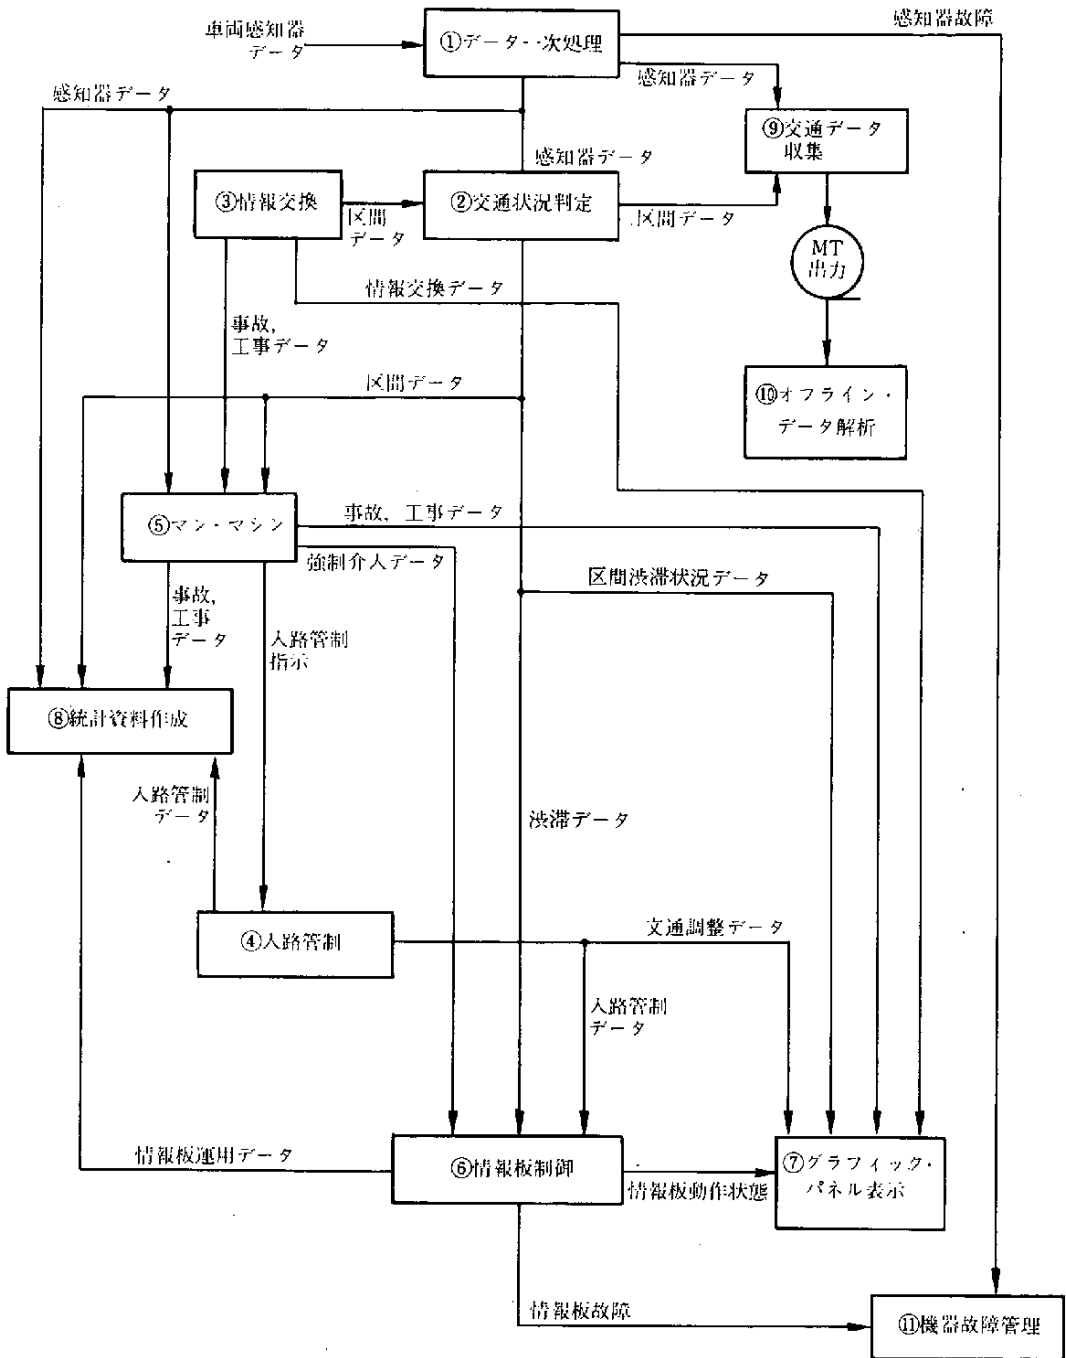 感知器故障
車両感知器
データ
①データ一次処理
感知器データ
感知器データ
⑨交通データ
収集
感知器データ
③情報交換
②交通状況判定
区間
データ
区間データ
MT
出力
情報交換データ
事故,
工事データ
区間データ
⑩オフライン・
データ解析
⑤マン・マシン
事故, 工事データ
強制介入データ
区間渋滞状況データ
事故,
工事
データ
入路管制
指示
⑧統計資料作成
入路管制
データ
渋滞データ
④入路管制
交通調整データ
入路管制
データ
情報板運用データ
⑥情報板制御
情報板動作状態
⑦グラフィック・
パネル表示
情報板故障
⑪機器故障管理